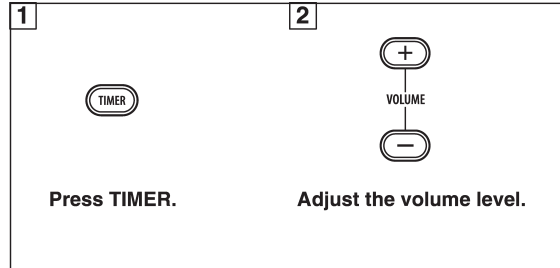 1
TIMER
Press TIMER.
2
+
VOLUME
−
Adjust the volume level.